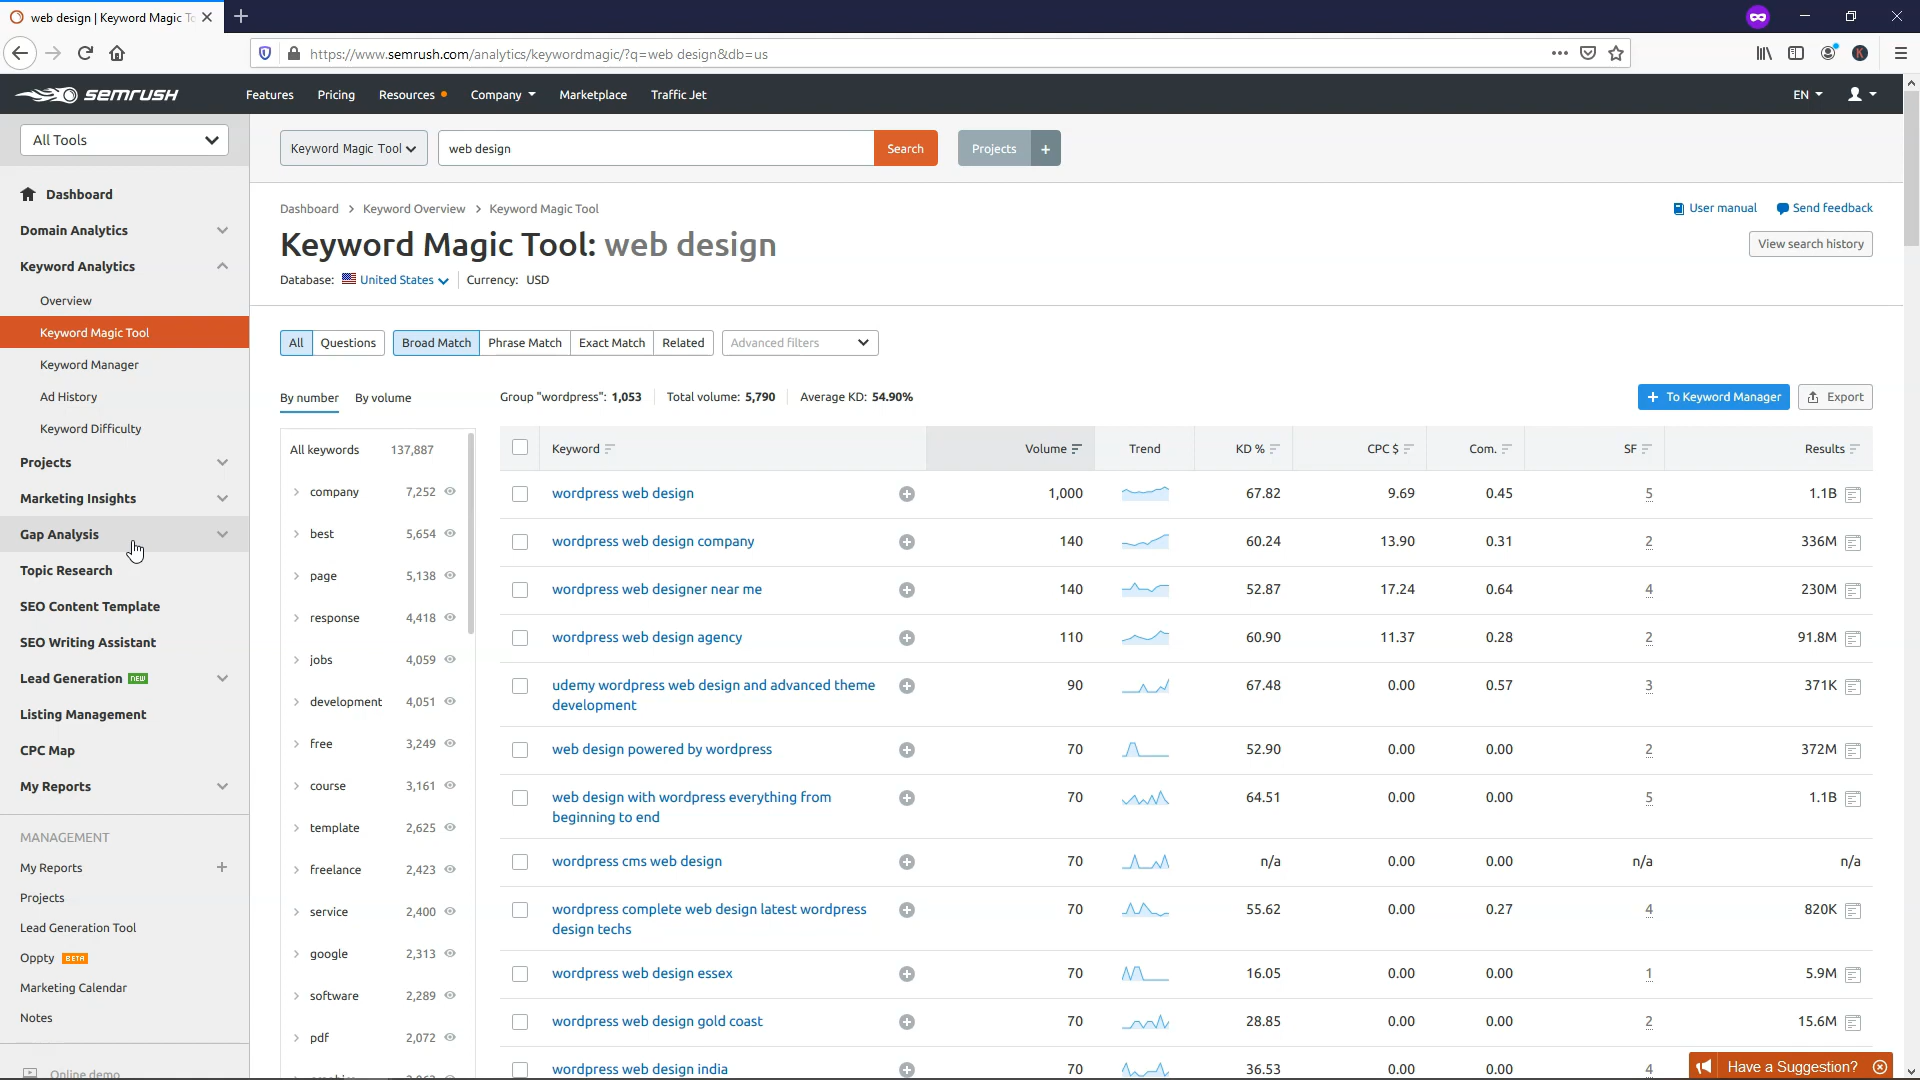 web design | Keyword Magic To
https://www.semrush.com/analytics/keywordmagic/?q=web design&db=us
K
SEMRUSH
Features
Pricing
Resources
Company
Marketplace
Traffic Jet
EN
All Tools
Keyword Magic Tool
web design
Search
Projects
+
Dashboard
Domain Analytics
Keyword Analytics
Overview
Keyword Magic Tool
Keyword Manager
Ad History
Keyword Difficulty
Projects
Marketing Insights
Gap Analysis
Topic Research
SEO Content Template
SEO Writing Assistant
Lead Generation NEW
Listing Management
CPC Map
My Reports
MANAGEMENT
My Reports +
Projects
Lead Generation Tool
Oppty BETA
Marketing Calendar
Notes
Online demo
Dashboard > Keyword Overview > Keyword Magic Tool
User manual
Send feedback
Keyword Magic Tool: web design
View search history
Database: United States
Currency: USD
All
Questions
Broad Match
Phrase Match
Exact Match
Related
Advanced filters
By number
By volume
Group "wordpress": 1,053
Total volume: 5,790
Average KD: 54.90%
+ To Keyword Manager
Export
All keywords 137,887
company 7,252
best 5,654
page 5,138
response 4,418
jobs 4,059
development 4,051
free 3,249
course 3,161
template 2,625
freelance 2,423
service 2,400
google 2,313
software 2,289
pdf 2,072
Keyword Volume Trend KD % CPC $ Com. SF Results
wordpress web design 1,000 67.82 9.69 0.45 5 1.1B
wordpress web design company 140 60.24 13.90 0.31 2 336M
wordpress web designer near me 140 52.87 17.24 0.64 4 230M
wordpress web design agency 110 60.90 11.37 0.28 2 91.8M
udemy wordpress web design and advanced theme 90 67.48 0.00 0.57 3 371K
development
web design powered by wordpress 70 52.90 0.00 0.00 2 372M
web design with wordpress everything from 70 64.51 0.00 0.00 5 1.1B
beginning to end
wordpress cms web design 70 n/a 0.00 0.00 n/a n/a
wordpress complete web design latest wordpress 70 55.62 0.00 0.27 4 820K
design techs
wordpress web design essex 70 16.05 0.00 0.00 1 5.9M
wordpress web design gold coast 70 28.85 0.00 0.00 2 15.6M
wordpress web design india 70 36.53 0.00 0.00 4
Have a Suggestion?